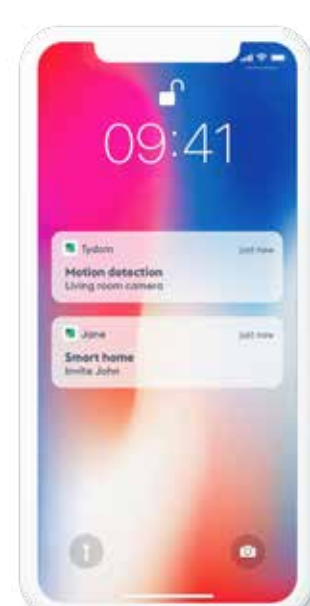 09:41
Tydom just now
Motion detection
Living room camera
Jane just now
Smart home
Invite John